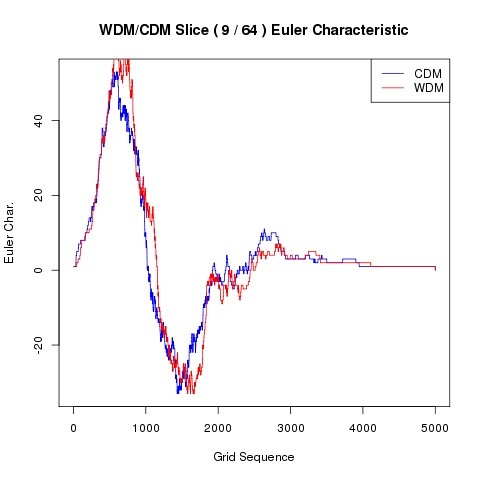 WDM/CDM Slice ( 9 / 64 ) Euler Characteristic
CDM
WDM
Euler Char.
40
20
0
-20
0 1000 2000 3000 4000 5000
Grid Sequence